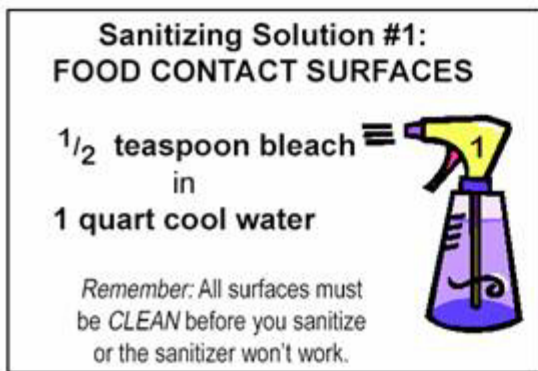 Sanitizing Solution #1:
FOOD CONTACT SURFACES
1/2 teaspoon bleach
in
1 quart cool water
1
Remember: All surfaces must
be CLEAN before you sanitize
or the sanitizer won't work.